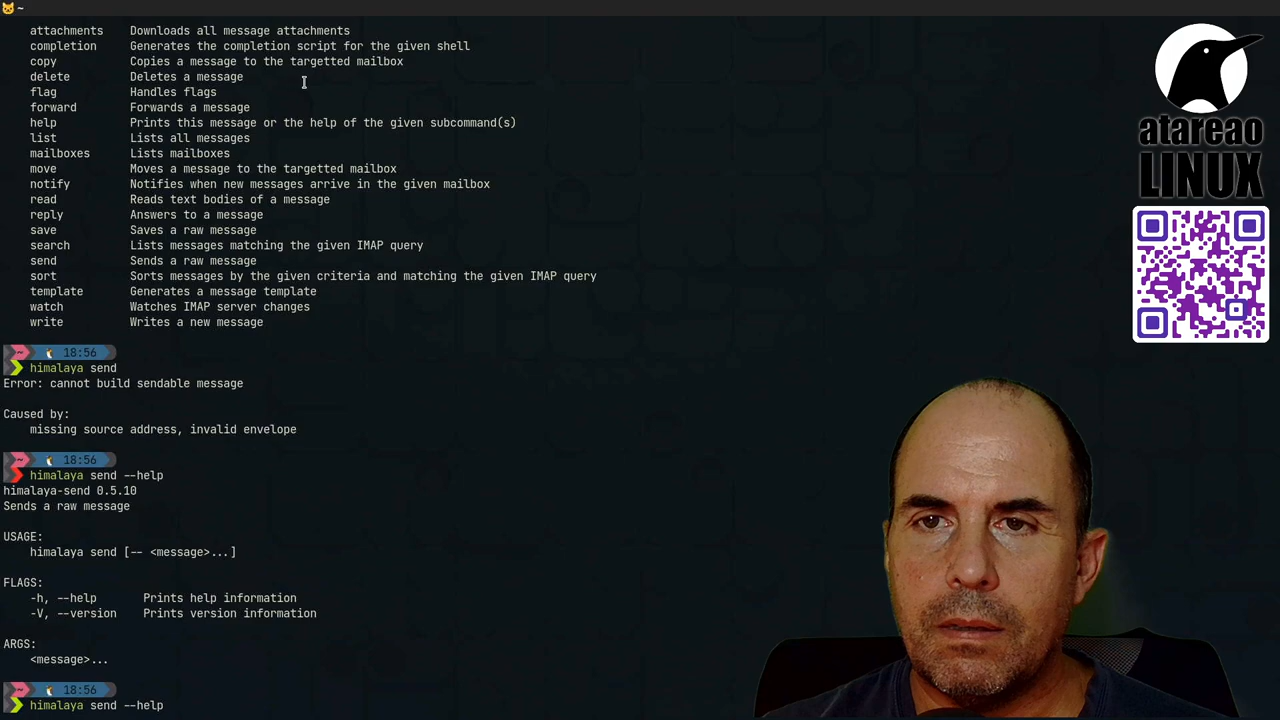 ~
attachments Downloads all message attachments
completion Generates the completion script for the given shell
copy Copies a message to the targetted mailbox
delete Deletes a message
flag Handles flags
forward Forwards a message
help Prints this message or the help of the given subcommand(s)
list Lists all messages
mailboxes Lists mailboxes
move Moves a message to the targetted mailbox
notify Notifies when new messages arrive in the given mailbox
read Reads text bodies of a message
reply Answers to a message
save Saves a raw message
search Lists messages matching the given IMAP query
send Sends a raw message
sort Sorts messages by the given criteria and matching the given IMAP query
template Generates a message template
watch Watches IMAP server changes
write Writes a new message
~ 18:56
himalaya send
Error: cannot build sendable message
Caused by:
missing source address, invalid envelope
~ 18:56
himalaya send --help
himalaya-send 0.5.10
Sends a raw message
USAGE:
himalaya send [-- <message>...]
FLAGS:
-h, --help Prints help information
-V, --version Prints version information
ARGS:
<message>...
~ 18:56
himalaya send --help
atareao
LINUX